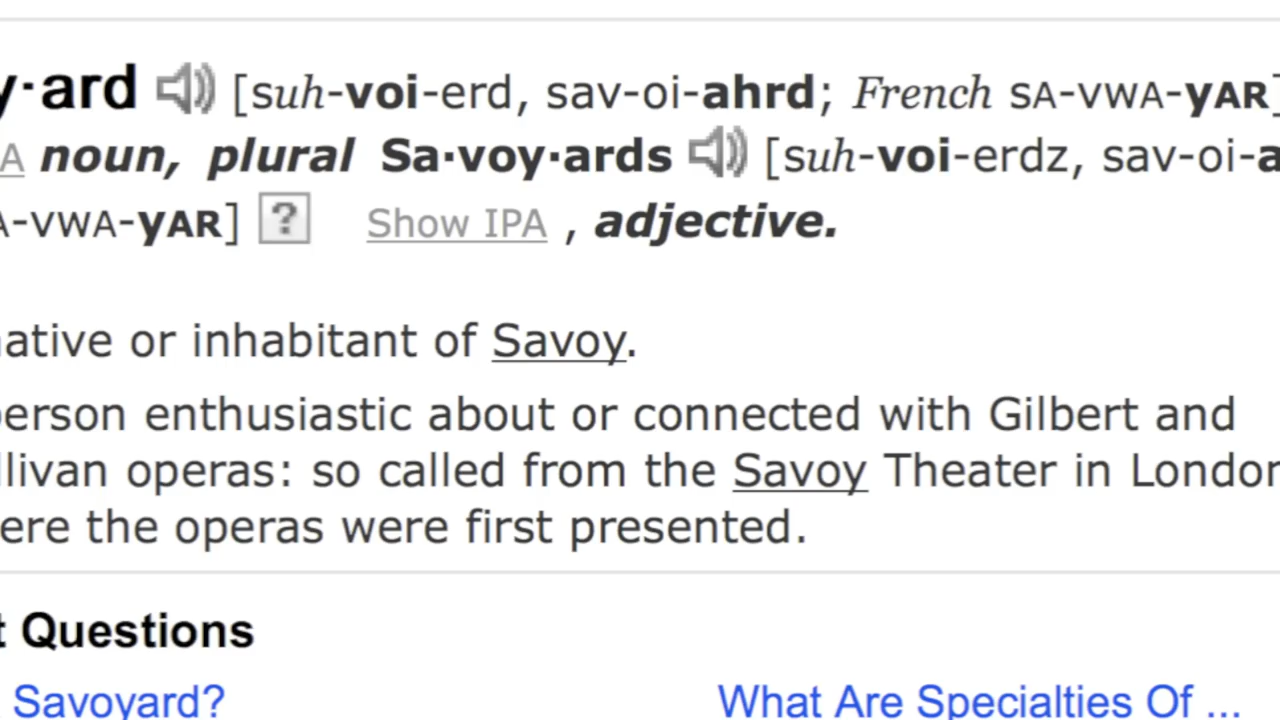 y·ard [suh-voi-erd, sav-oi-ahrd; French sA-vwA-yAR]
A noun, plural Sa·voy·ards [suh-voi-erdz, sav-oi-a
A-vwA-yAR] ? Show IPA , adjective.
ative or inhabitant of Savoy.
erson enthusiastic about or connected with Gilbert and
llivan operas: so called from the Savoy Theater in London
ere the operas were first presented.
t Questions
Savoyard?
What Are Specialties Of ...